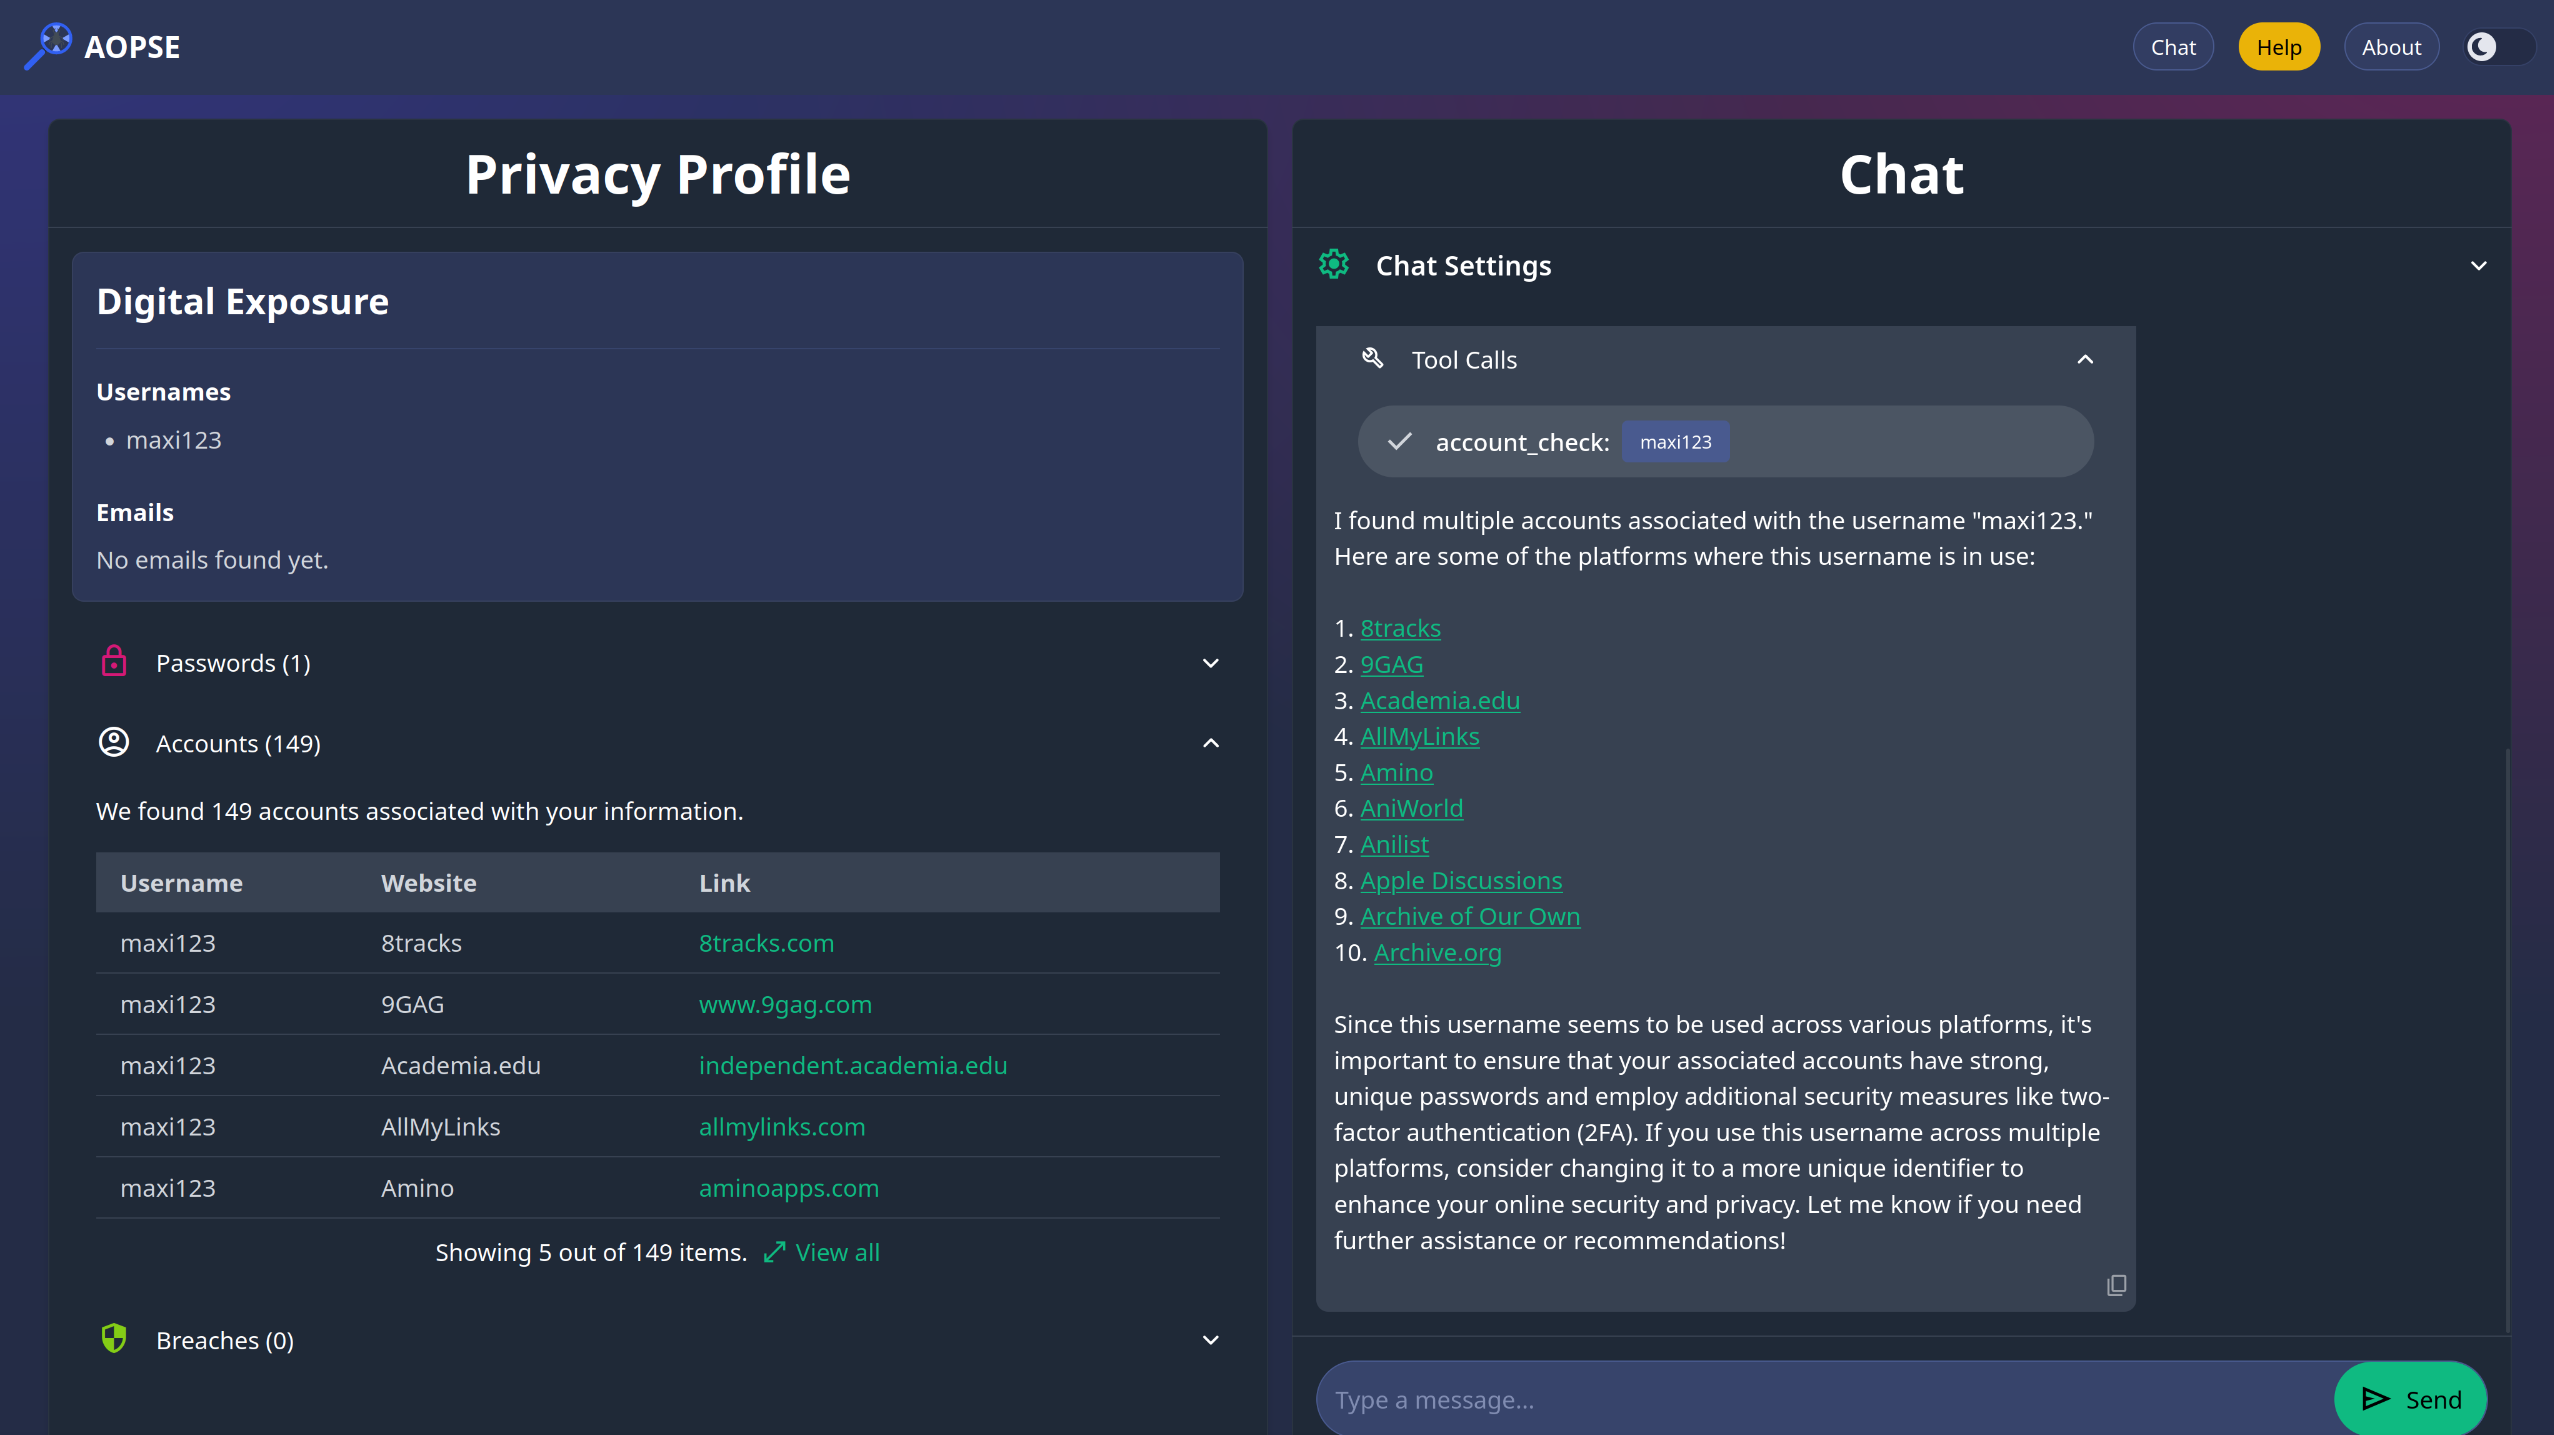 AOPSE
Chat
Help
About
Privacy Profile
Digital Exposure
Usernames
• maxi123
Emails
No emails found yet.
Passwords (1)
Accounts (149)
We found 149 accounts associated with your information.
Username Website Link
maxi123 8tracks 8tracks.com
maxi123 9GAG www.9gag.com
maxi123 Academia.edu independent.academia.edu
maxi123 AllMyLinks allmylinks.com
maxi123 Amino aminoapps.com
Showing 5 out of 149 items. View all
Breaches (0)
Chat
Chat Settings
Tool Calls
account_check: maxi123
I found multiple accounts associated with the username "maxi123."
Here are some of the platforms where this username is in use:
1. 8tracks
2. 9GAG
3. Academia.edu
4. AllMyLinks
5. Amino
6. AniWorld
7. Anilist
8. Apple Discussions
9. Archive of Our Own
10. Archive.org
Since this username seems to be used across various platforms, it's
important to ensure that your associated accounts have strong,
unique passwords and employ additional security measures like two-
factor authentication (2FA). If you use this username across multiple
platforms, consider changing it to a more unique identifier to
enhance your online security and privacy. Let me know if you need
further assistance or recommendations!
Type a message...
Send